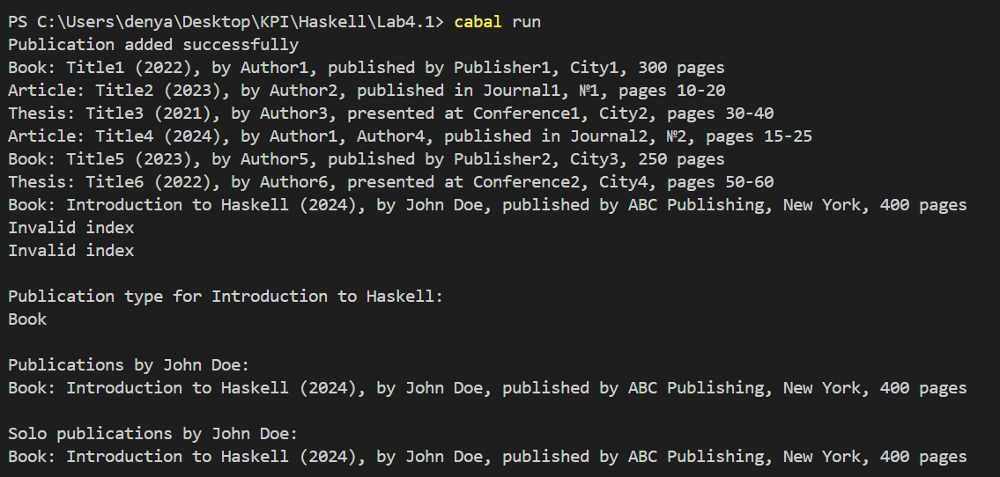 PS C:\Users\denya\Desktop\KPI\Haskell\Lab4.1> cabal run
Publication added successfully
Book: Title1 (2022), by Author1, published by Publisher1, City1, 300 pages
Article: Title2 (2023), by Author2, published in Journal1, №1, pages 10-20
Thesis: Title3 (2021), by Author3, presented at Conference1, City2, pages 30-40
Article: Title4 (2024), by Author1, Author4, published in Journal2, №2, pages 15-25
Book: Title5 (2023), by Author5, published by Publisher2, City3, 250 pages
Thesis: Title6 (2022), by Author6, presented at Conference2, City4, pages 50-60
Book: Introduction to Haskell (2024), by John Doe, published by ABC Publishing, New York, 400 pages
Invalid index
Invalid index
Publication type for Introduction to Haskell:
Book
Publications by John Doe:
Book: Introduction to Haskell (2024), by John Doe, published by ABC Publishing, New York, 400 pages
Solo publications by John Doe:
Book: Introduction to Haskell (2024), by John Doe, published by ABC Publishing, New York, 400 pages